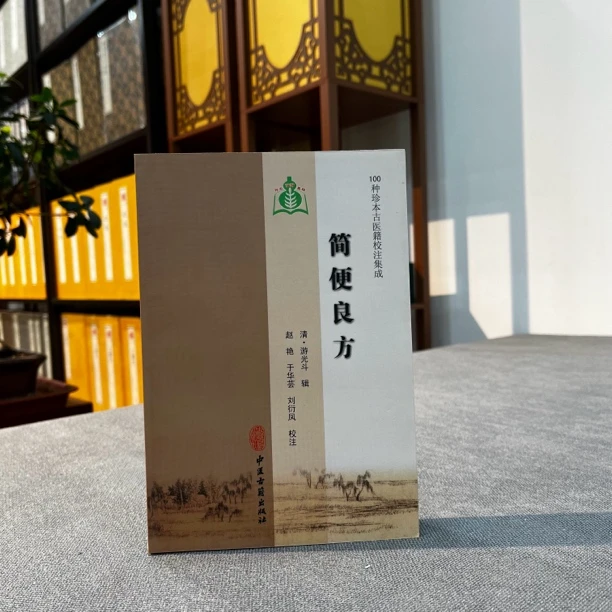 100种珍本古医籍校注集成
简便良方
清·游光斗 辑
赵艳 于华芸 刘衍凤 校注
中医古籍出版社